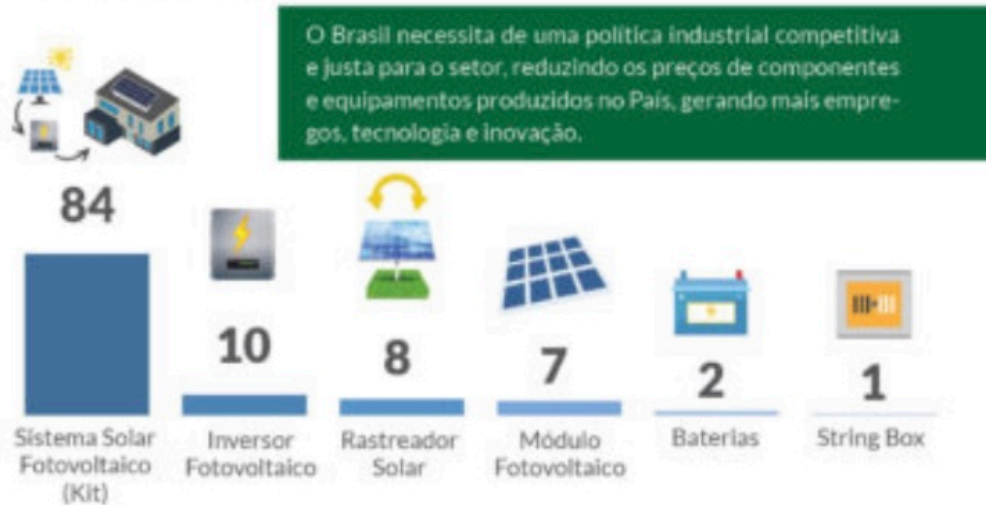 O Brasil necessita de uma política industrial competitiva
e justa para o setor, reduzindo os preços de componentes
e equipamentos produzidos no País, gerando mais empre-
gos, tecnologia e inovação.
84
10
8
7
2
1
Sistema Solar
Fotovoltaico
(Kit)
Inversor
Fotovoltaico
Rastreador
Solar
Módulo
Fotovoltaico
Baterias
String Box